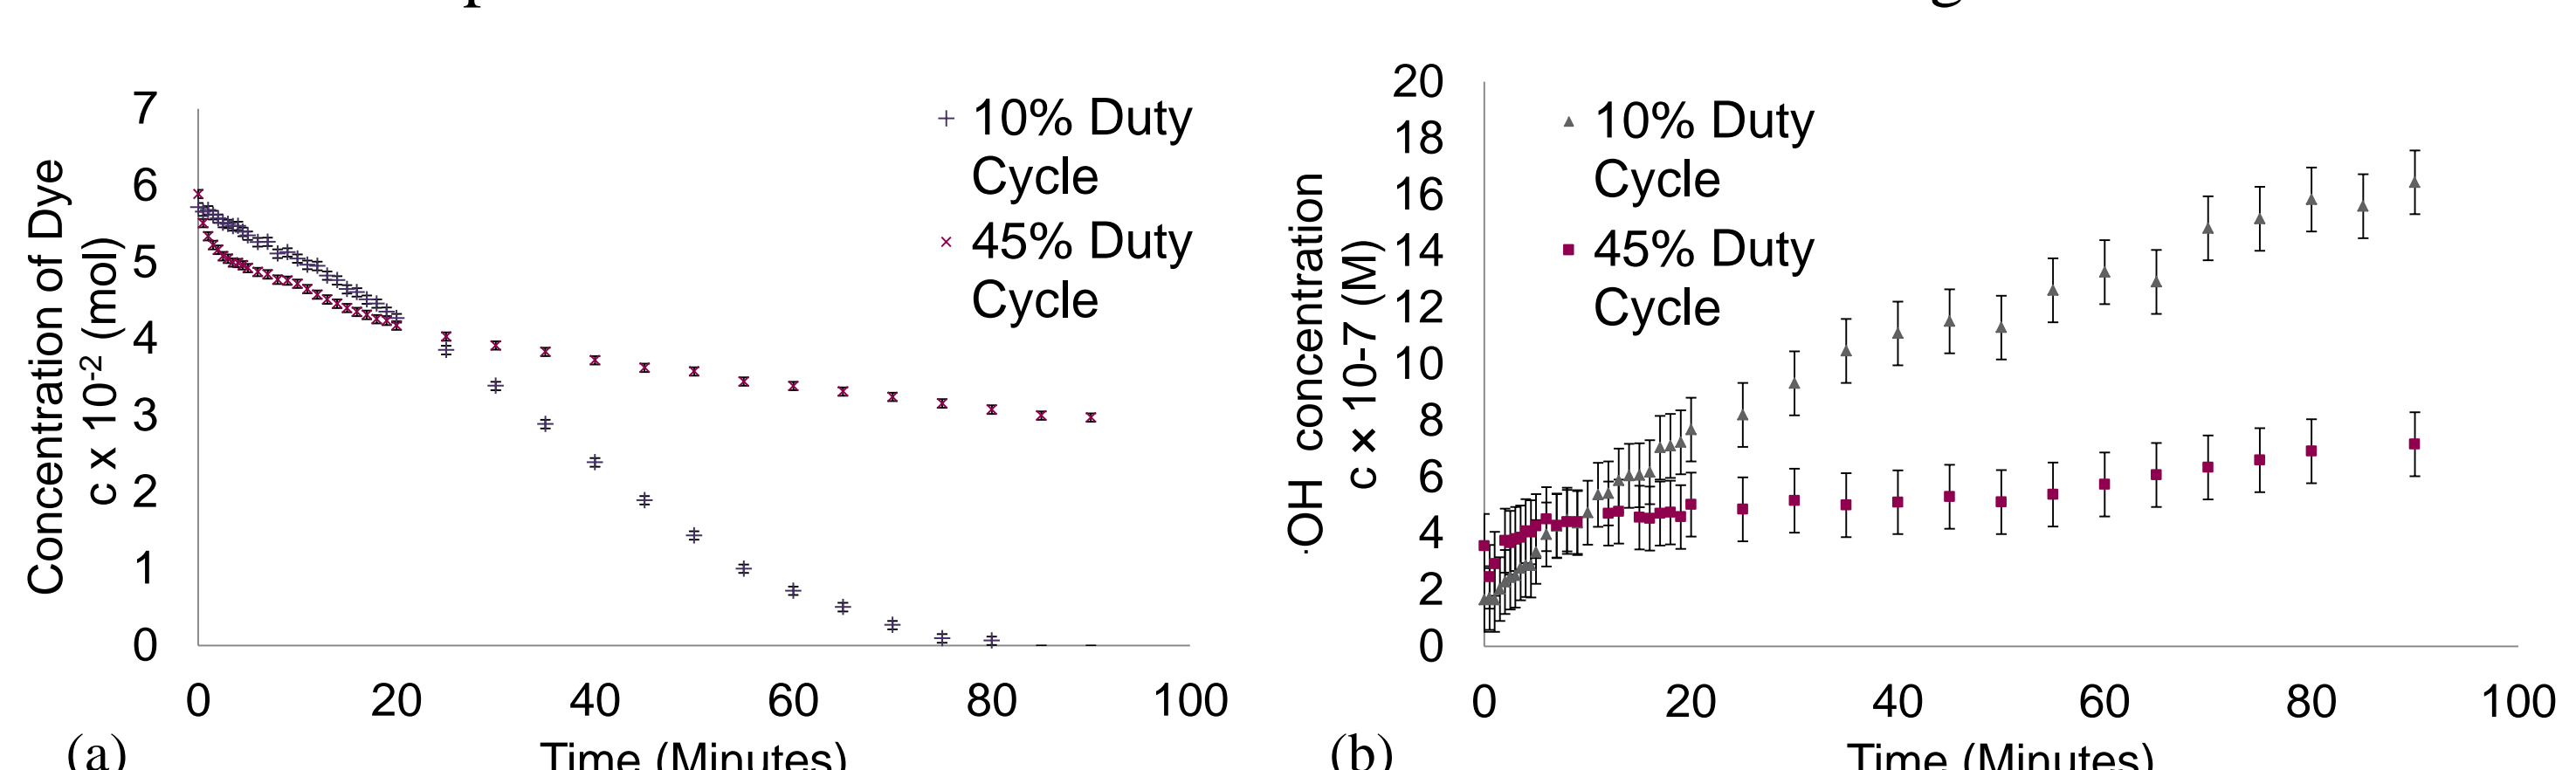 7
6
5
4
3
2
1
0
0 20 40 60 80 100
Concentration of Dye
c x 10-2 (mol)
10% Duty
Cycle
45% Duty
Cycle
(a)
Time (Minutes)
20
18
16
14
12
10
8
6
4
2
0
0 20 40 60 80 100
·OH concentration
c × 10-7 (M)
10% Duty
Cycle
45% Duty
Cycle
(b)
Time (Minutes)